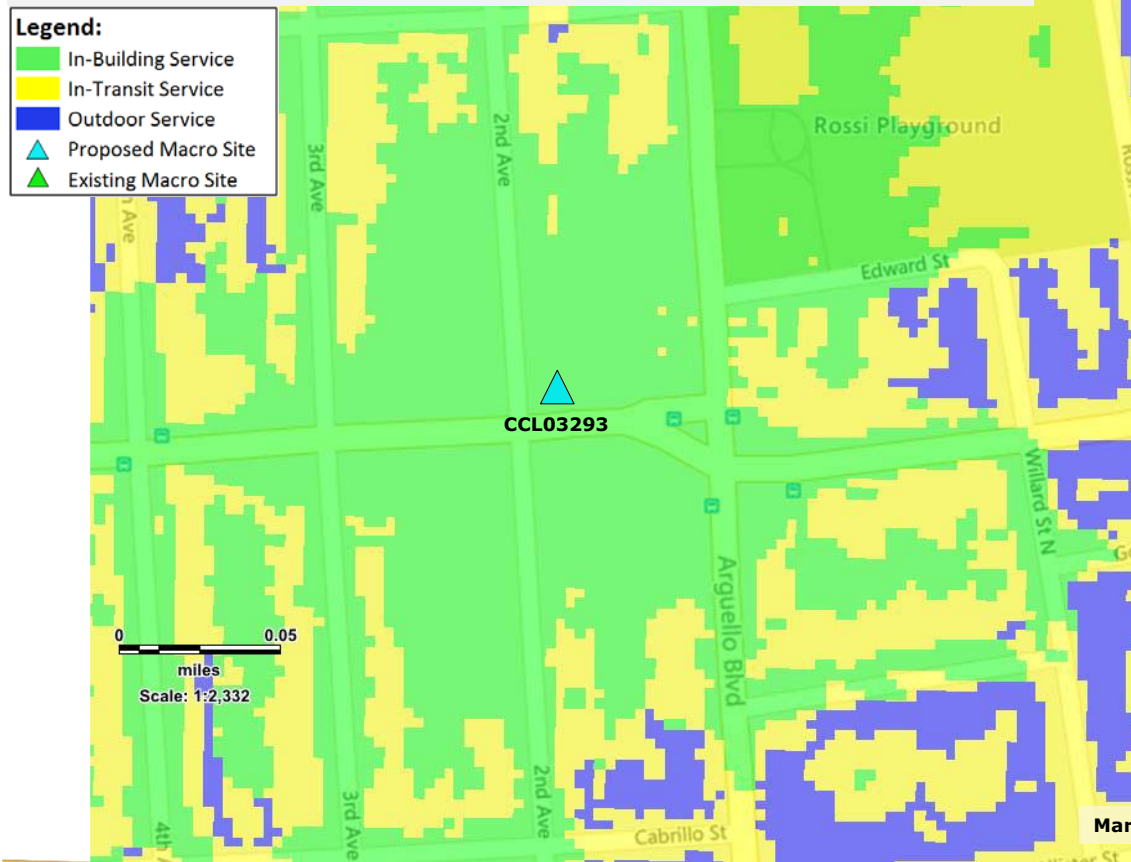 Legend:
In-Building Service
In-Transit Service
Outdoor Service
Proposed Macro Site
Existing Macro Site
2nd Ave
3rd Ave
Rossi Playground
Ave
Edward St
CCL03293
Willard St N
Arguello Blvd
0 0.05
miles
Scale: 1:2,332
2nd Ave
3rd Ave
4th
Cabrillo St